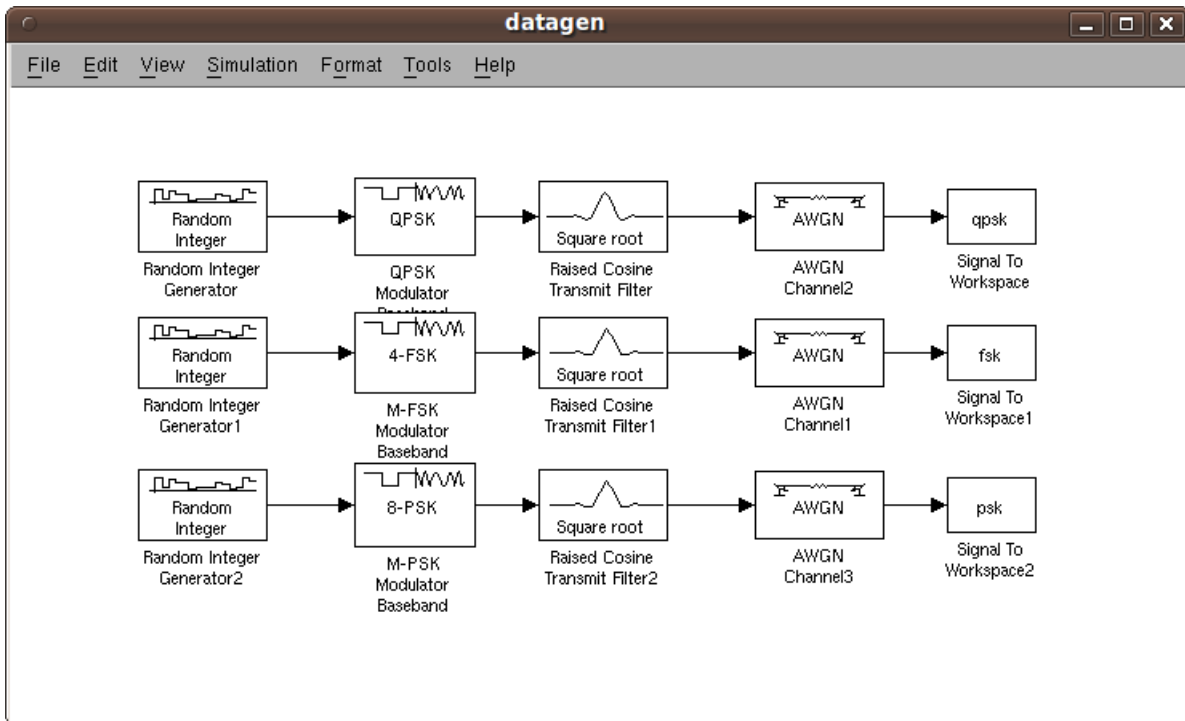 datagen
File Edit View Simulation Format Tools Help
Random
Integer
Random Integer
Generator
QPSK
QPSK
Modulator
Baseband
Square root
Raised Cosine
Transmit Filter
AWGN
AWGN
Channel2
qpsk
Signal To
Workspace
Random
Integer
Random Integer
Generator1
4-FSK
M-FSK
Modulator
Baseband
Square root
Raised Cosine
Transmit Filter1
AWGN
AWGN
Channel1
fsk
Signal To
Workspace1
Random
Integer
Random Integer
Generator2
8-PSK
M-PSK
Modulator
Baseband
Square root
Raised Cosine
Transmit Filter2
AWGN
AWGN
Channel3
psk
Signal To
Workspace2